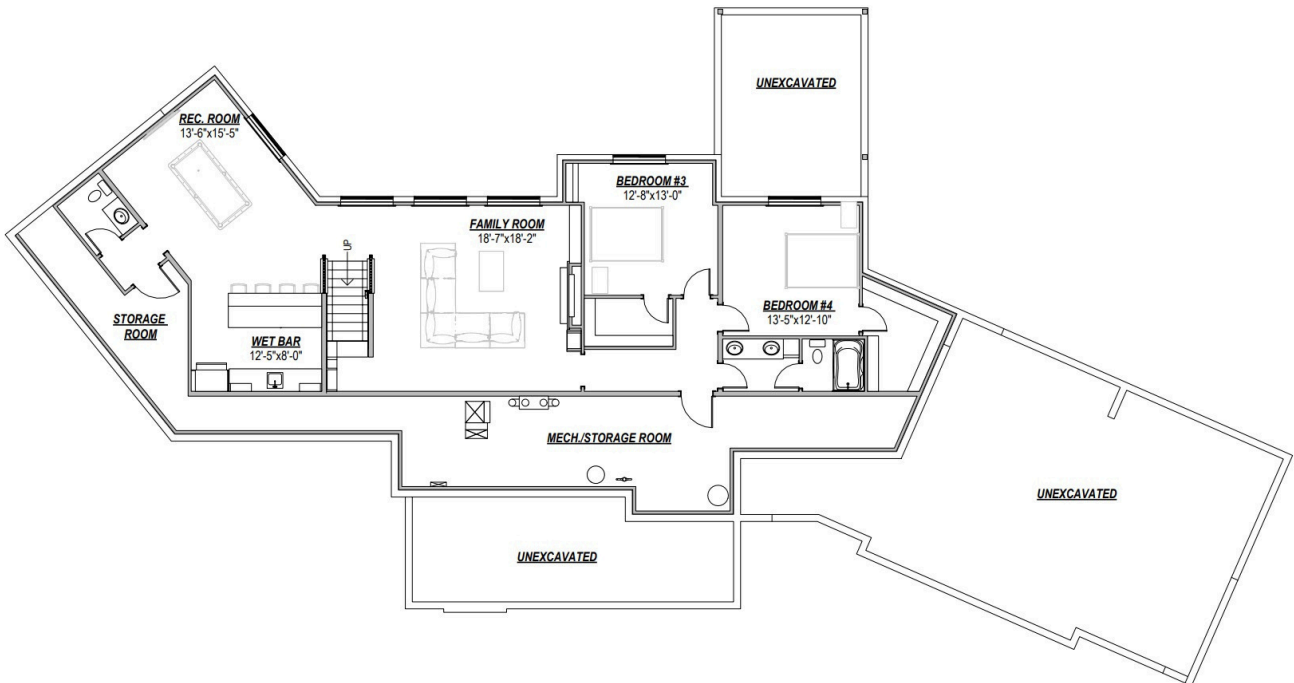 UNEXCAVATED
REC. ROOM
13'-6"x15'-5"
BEDROOM #3
12'-8"x13'-0"
FAMILY ROOM
18'-7"x18'-2"
UP
BEDROOM #4
13'-5"x12'-10"
STORAGE
ROOM
WET BAR
12'-5"x8'-0"
MECH./STORAGE ROOM
UNEXCAVATED
UNEXCAVATED